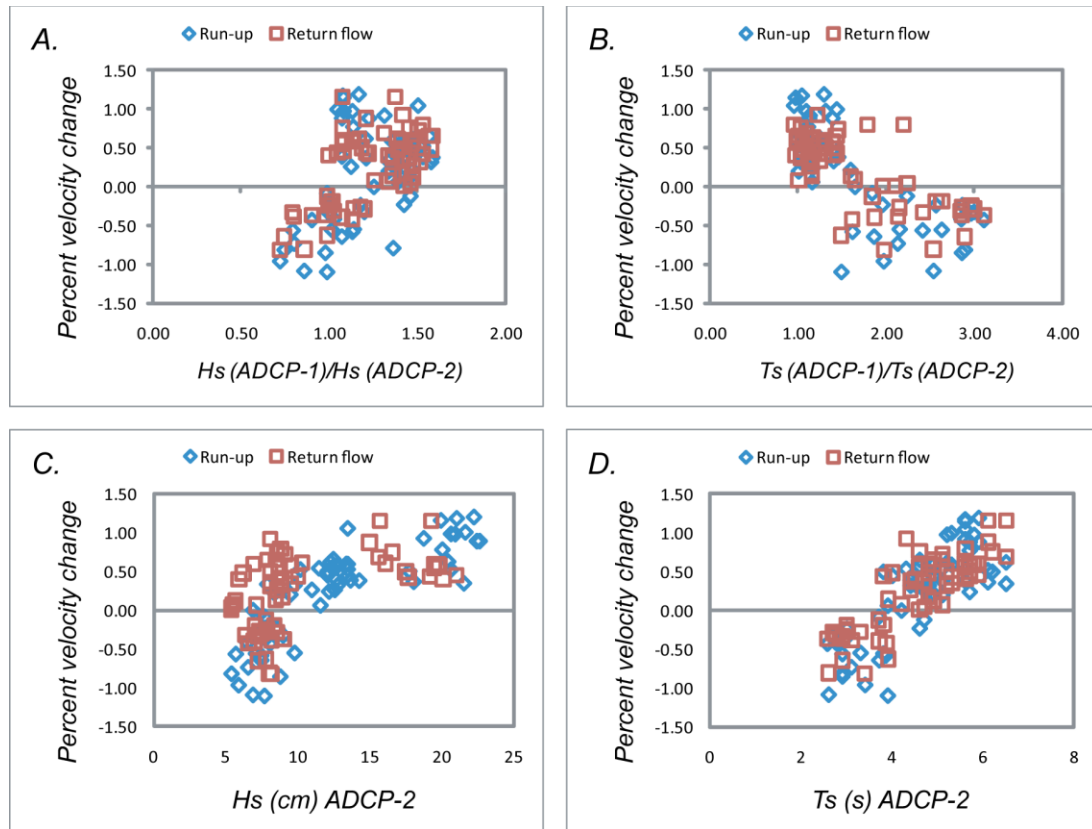 A.
Run-up Return flow
Percent velocity change
1.50
1.00
0.50
0.00
-0.50
-1.00
-1.50
0.00 0.50 1.00 1.50 2.00
Hs (ADCP-1)/Hs (ADCP-2)
B.
Run-up Return flow
Percent velocity change
1.50
1.00
0.50
0.00
-0.50
-1.00
-1.50
0.00 1.00 2.00 3.00 4.00
Ts (ADCP-1)/Ts (ADCP-2)
C.
Run-up Return flow
Percent velocity change
1.50
1.00
0.50
0.00
-0.50
-1.00
-1.50
0 5 10 15 20 25
Hs (cm) ADCP-2
D.
Run-up Return flow
Percent velocity change
1.50
1.00
0.50
0.00
-0.50
-1.00
-1.50
0 2 4 6 8
Ts (s) ADCP-2